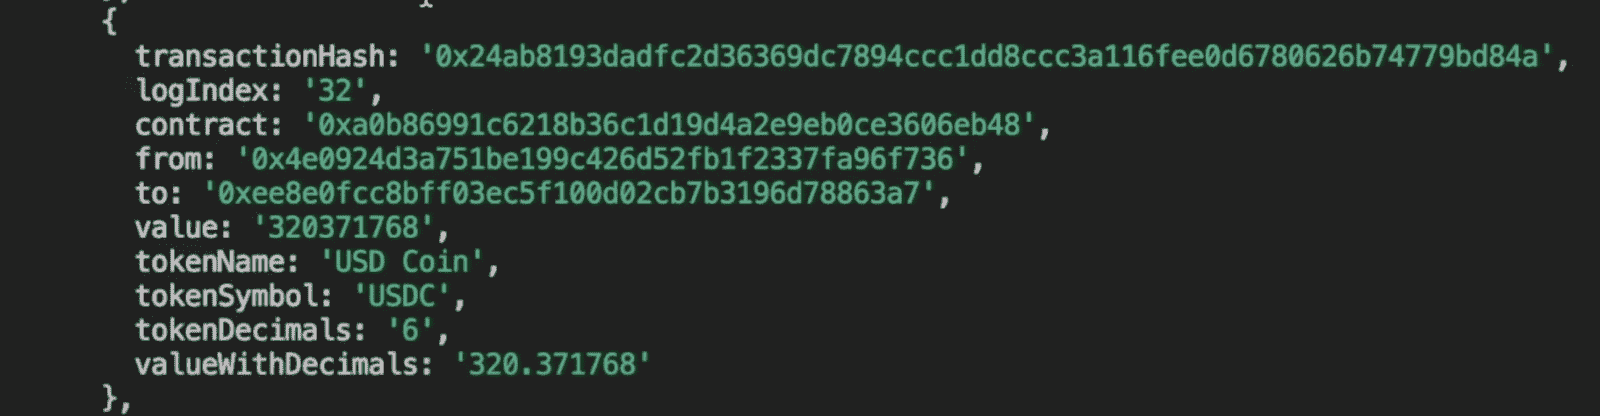 {
transactionHash: '0x24ab8193dadfc2d36369dc7894ccc1dd8ccc3a116fee0d6780626b74779bd84a',
logIndex: '32',
contract: '0xa0b86991c6218b36c1d19d4a2e9eb0ce3606eb48',
from: '0x4e0924d3a751be199c426d52fb1f2337fa96f736',
to: '0xee8e0fcc8bff03ec5f100d02cb7b3196d78863a7',
value: '320371768',
tokenName: 'USD Coin',
tokenSymbol: 'USDC',
tokenDecimals: '6',
valueWithDecimals: '320.371768'
},